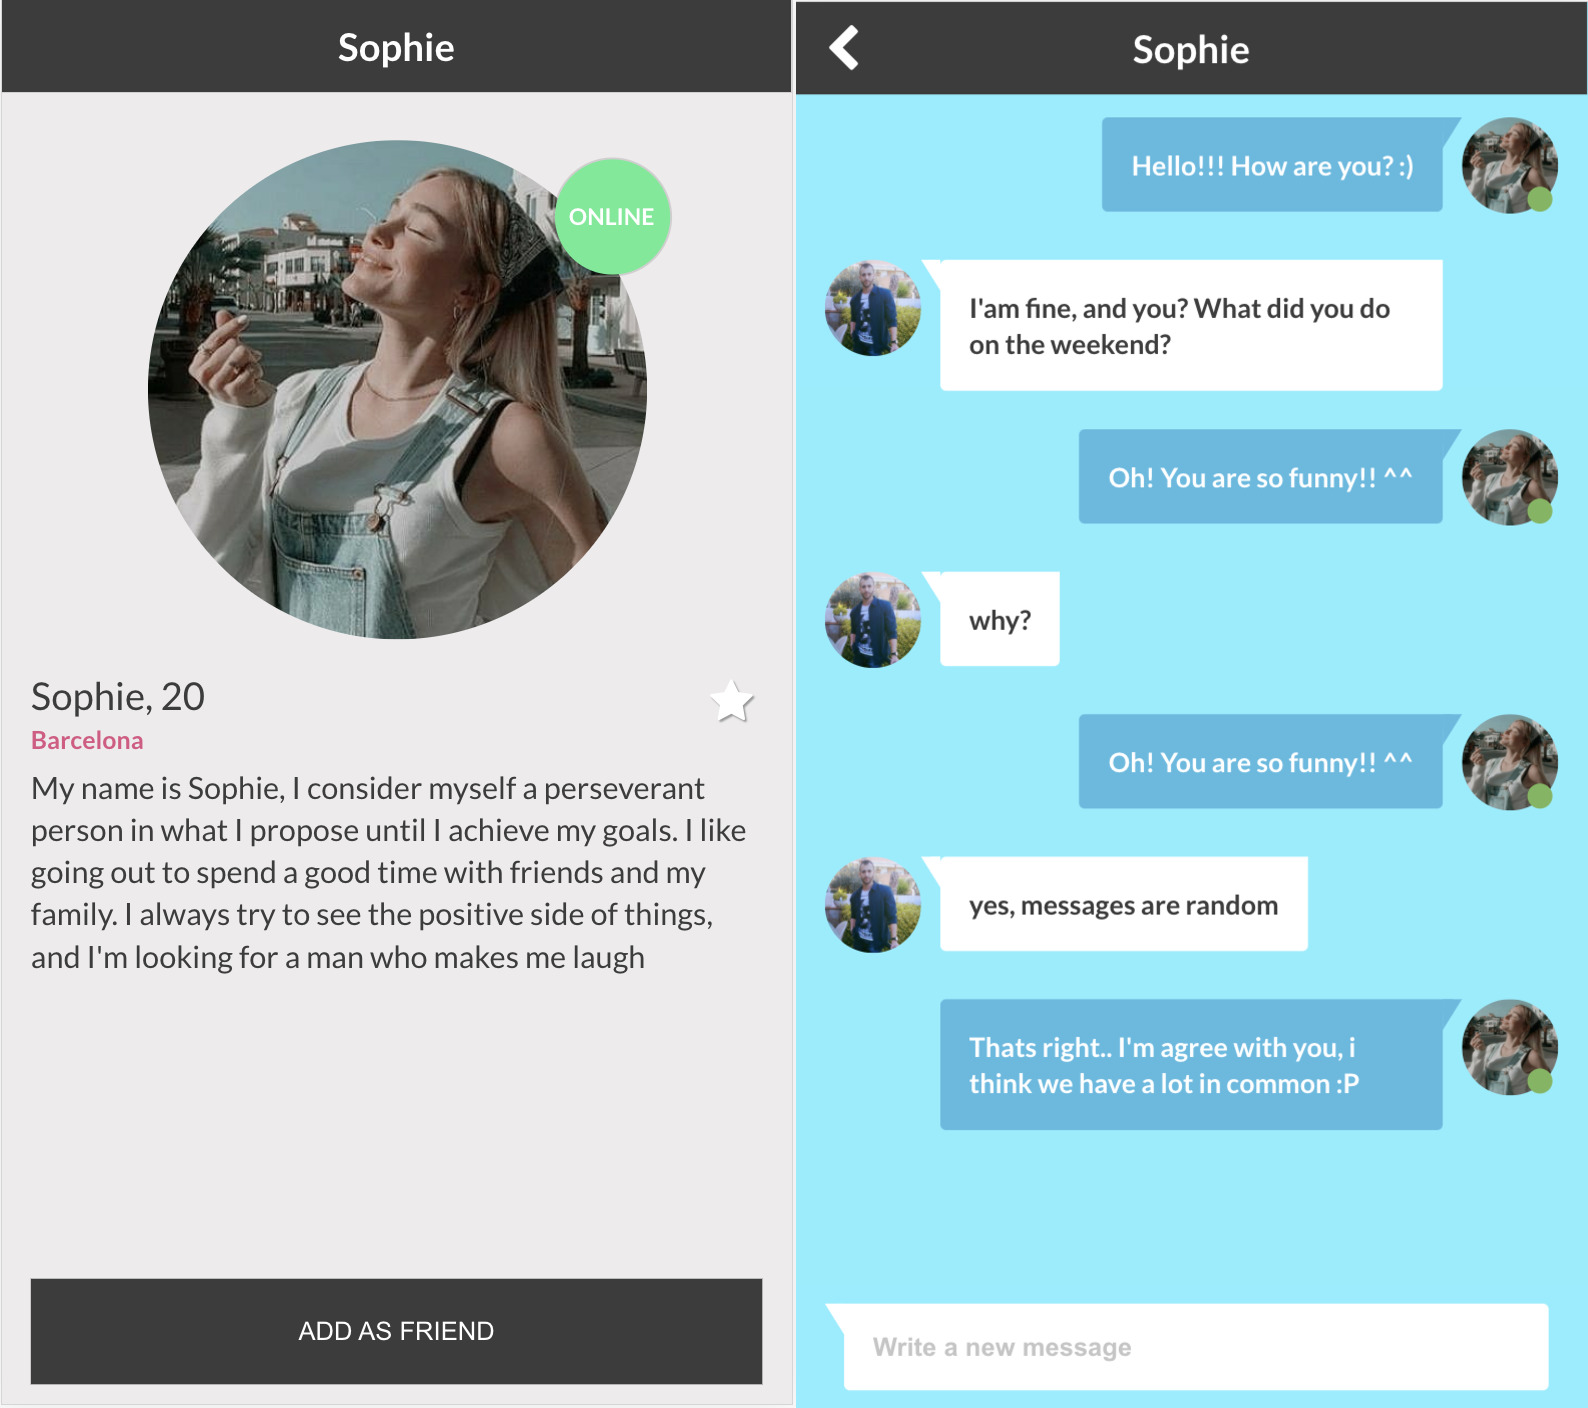 Sophie
ONLINE
Sophie, 20
Barcelona
My name is Sophie, I consider myself a perseverant
person in what I propose until I achieve my goals. I like
going out to spend a good time with friends and my
family. I always try to see the positive side of things,
and I'm looking for a man who makes me laugh
ADD AS FRIEND
Sophie
Hello!!! How are you? :)
I'am fine, and you? What did you do
on the weekend?
Oh! You are so funny!! ^^
why?
Oh! You are so funny!! ^^
yes, messages are random
Thats right.. I'm agree with you, i
think we have a lot in common :P
Write a new message